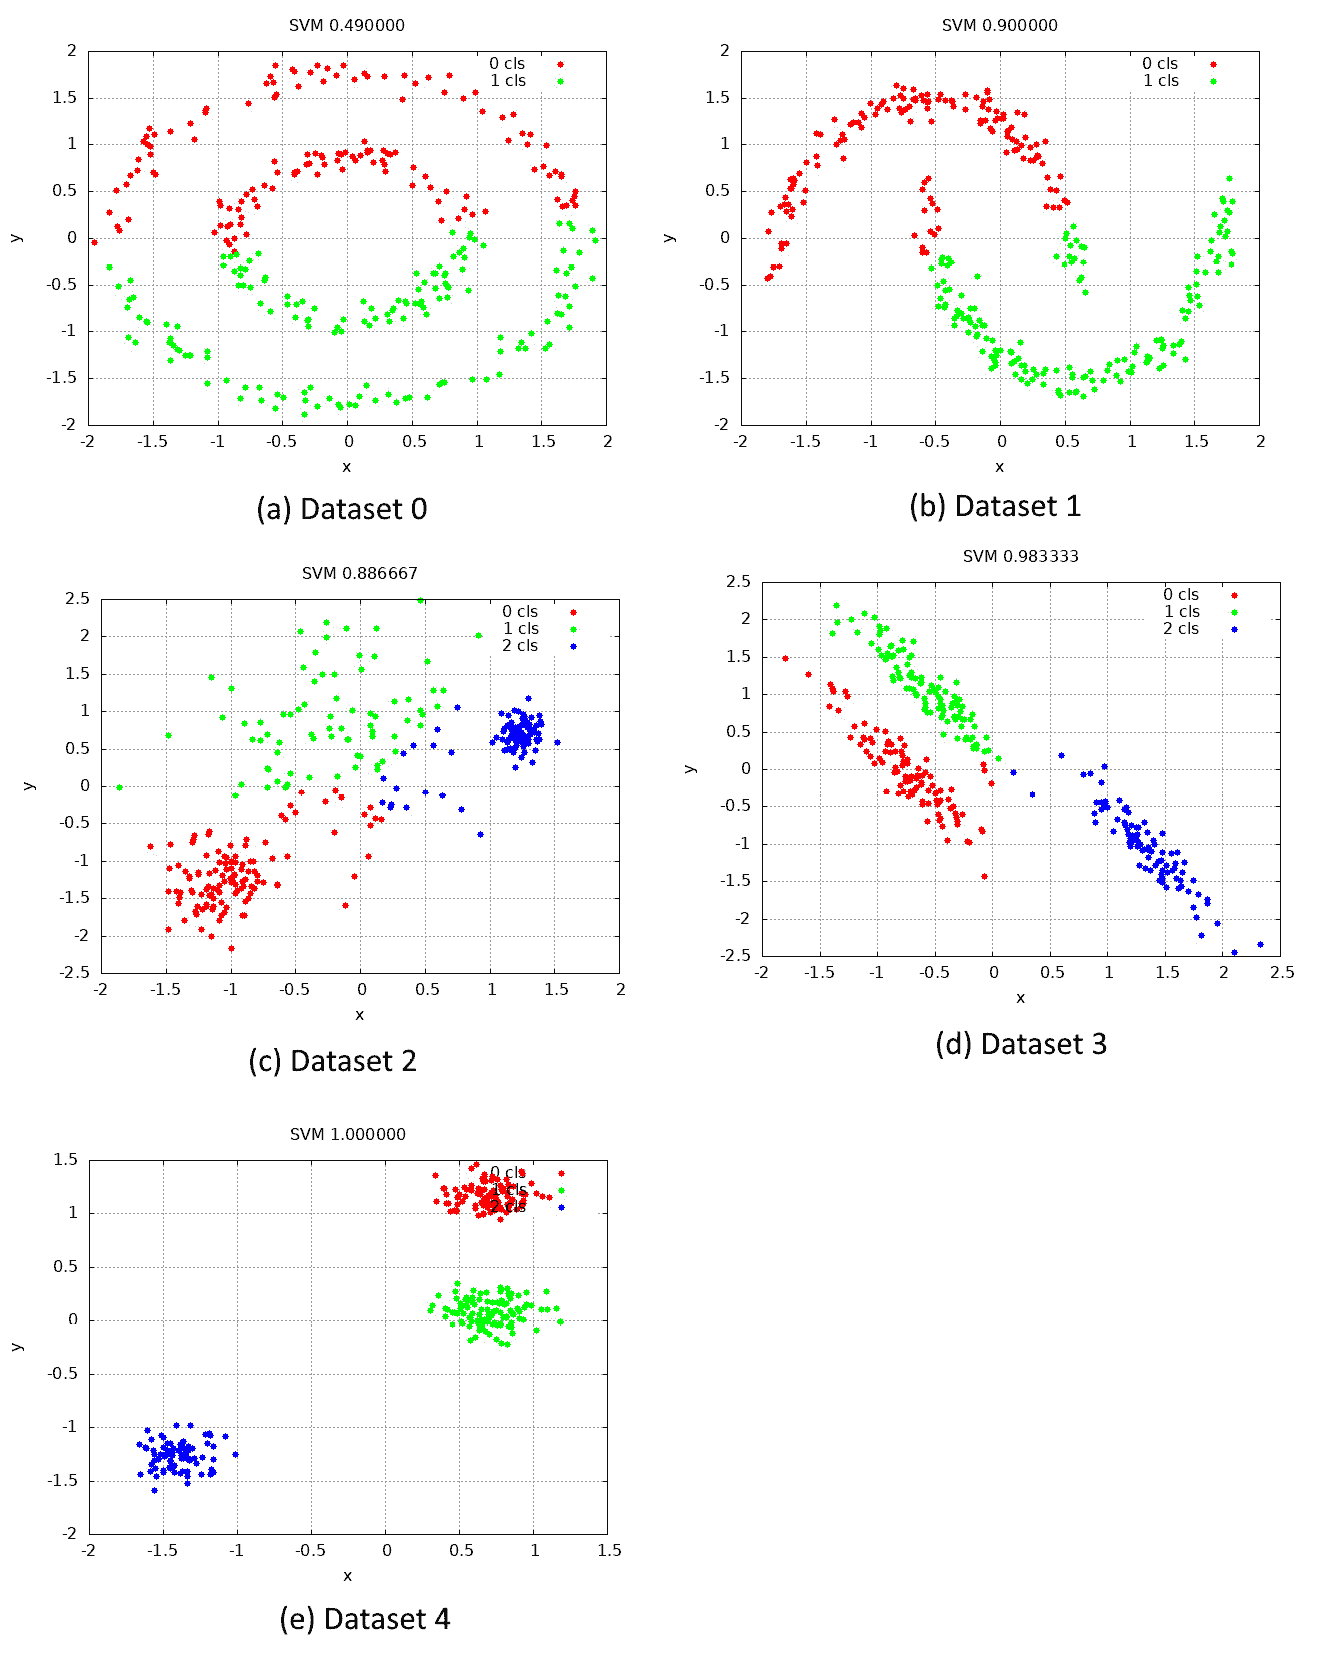 SVM 0.490000
0 cls
1 cls
2
1.5
1
0.5
0
-0.5
-1
-1.5
-2
-2 -1.5 -1 -0.5 0 0.5 1 1.5 2
y
x
(a) Dataset 0
SVM 0.900000
0 cls
1 cls
2
1.5
1
0.5
0
-0.5
-1
-1.5
-2
-2 -1.5 -1 -0.5 0 0.5 1 1.5 2
y
x
(b) Dataset 1
SVM 0.886667
0 cls
1 cls
2 cls
2.5
2
1.5
1
0.5
0
-0.5
-1
-1.5
-2
-2.5
-2 -1.5 -1 -0.5 0 0.5 1 1.5 2
y
x
(c) Dataset 2
SVM 0.983333
0 cls
1 cls
2 cls
2.5
2
1.5
1
0.5
0
-0.5
-1
-1.5
-2
-2.5
-2 -1.5 -1 -0.5 0 0.5 1 1.5 2 2.5
y
x
(d) Dataset 3
SVM 1.000000
0 cls
1 cls
2 cls
1.5
1
0.5
0
-0.5
-1
-1.5
-2
-2 -1.5 -1 -0.5 0 0.5 1 1.5
y
x
(e) Dataset 4